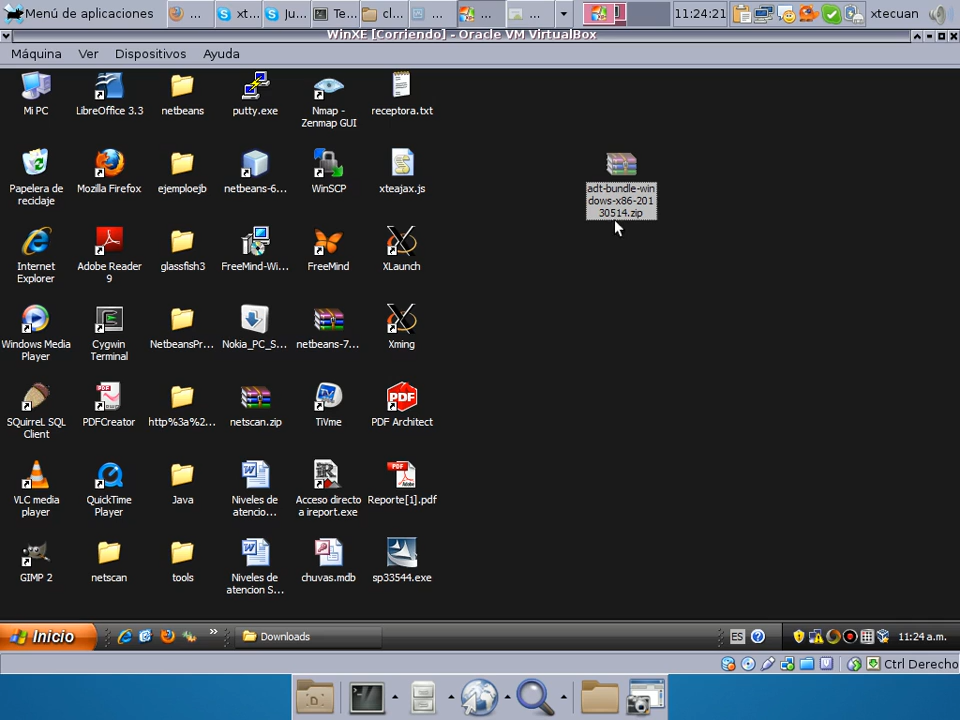 Menú de aplicaciones
...
xt...
Ju...
Te...
cl...
...
...
...
11:24:21
xtecuan
WinXE [Corriendo] - Oracle VM VirtualBox
Máquina
Ver
Dispositivos
Ayuda
Mi PC
LibreOffice 3.3
netbeans
putty.exe
Nmap -
Zenmap GUI
receptora.txt
adt-bundle-win
dows-x86-201
30514.zip
Papelera de
reciclaje
Mozilla Firefox
ejemploejb
netbeans-6...
WinSCP
xteajax.js
Internet
Explorer
Adobe Reader
9
glassfish3
FreeMind-Wi...
FreeMind
XLaunch
Windows Media
Player
Cygwin
Terminal
NetbeansPr...
Nokia_PC_S...
netbeans-7...
Xming
SQuirreL SQL
Client
PDFCreator
http%3a%2...
netscan.zip
TiVme
PDF Architect
VLC media
player
QuickTime
Player
Java
Niveles de
atencio...
Acceso directo
a ireport.exe
Reporte[1].pdf
GIMP 2
netscan
tools
Niveles de
atencion S...
chuvas.mdb
sp33544.exe
Inicio
Downloads
ES
11:24 a.m.
Ctrl Derecho